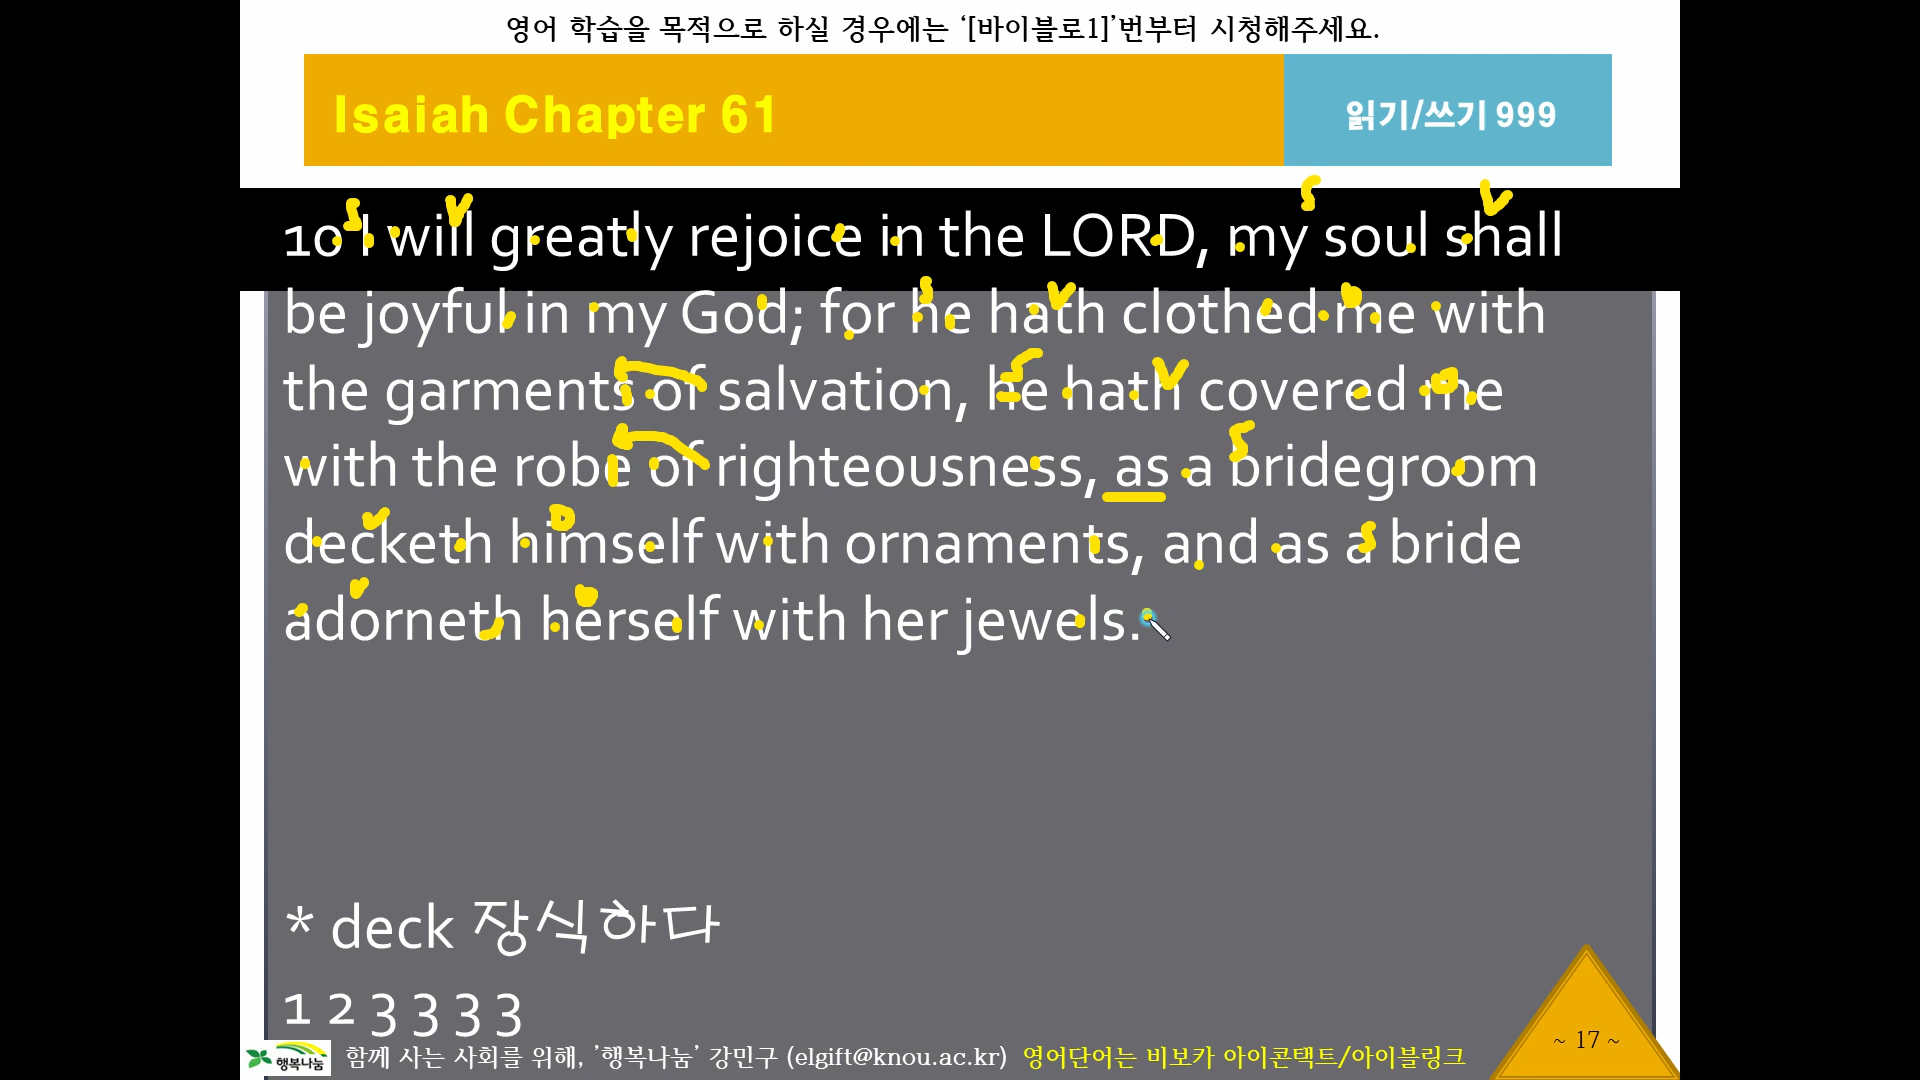 영어 학습을 목적으로 하실 경우에는 ‘[바이블로1]’번부터 시청해주세요.
Isaiah Chapter 61
읽기/쓰기 999
10 I will greatly rejoice in the LORD, my soul shall
be joyful in my God; for he hath clothed me with
the garments of salvation, he hath covered me
with the robe of righteousness, as a bridegroom
decketh himself with ornaments, and as a bride
adorneth herself with her jewels.
* deck 장식하다
1 2 3 3 3 3
~ 17 ~
행복나눔 함께 사는 사회를 위해, ’행복나눔’ 강민구 (elgift@knou.ac.kr) 영어단어는 비보카 아이콘택트/아이블링크